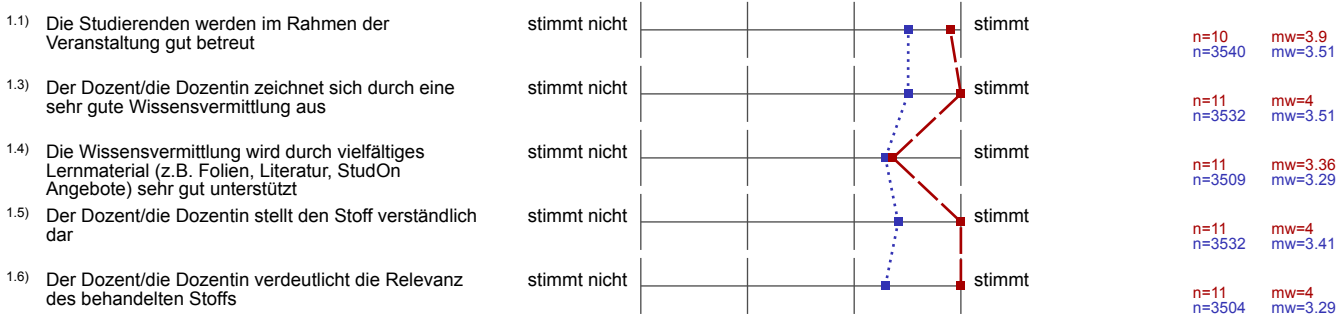 1.1) Die Studierenden werden im Rahmen der
Veranstaltung gut betreut
stimmt nicht
stimmt
n=10 mw=3.9
n=3540 mw=3.51
1.3) Der Dozent/die Dozentin zeichnet sich durch eine
sehr gute Wissensvermittlung aus
stimmt nicht
stimmt
n=11 mw=4
n=3532 mw=3.51
1.4) Die Wissensvermittlung wird durch vielfältiges
Lernmaterial (z.B. Folien, Literatur, StudOn
Angebote) sehr gut unterstützt
stimmt nicht
stimmt
n=11 mw=3.36
n=3509 mw=3.29
1.5) Der Dozent/die Dozentin stellt den Stoff verständlich
dar
stimmt nicht
stimmt
n=11 mw=4
n=3532 mw=3.41
1.6) Der Dozent/die Dozentin verdeutlicht die Relevanz
des behandelten Stoffs
stimmt nicht
stimmt
n=11 mw=4
n=3504 mw=3.29